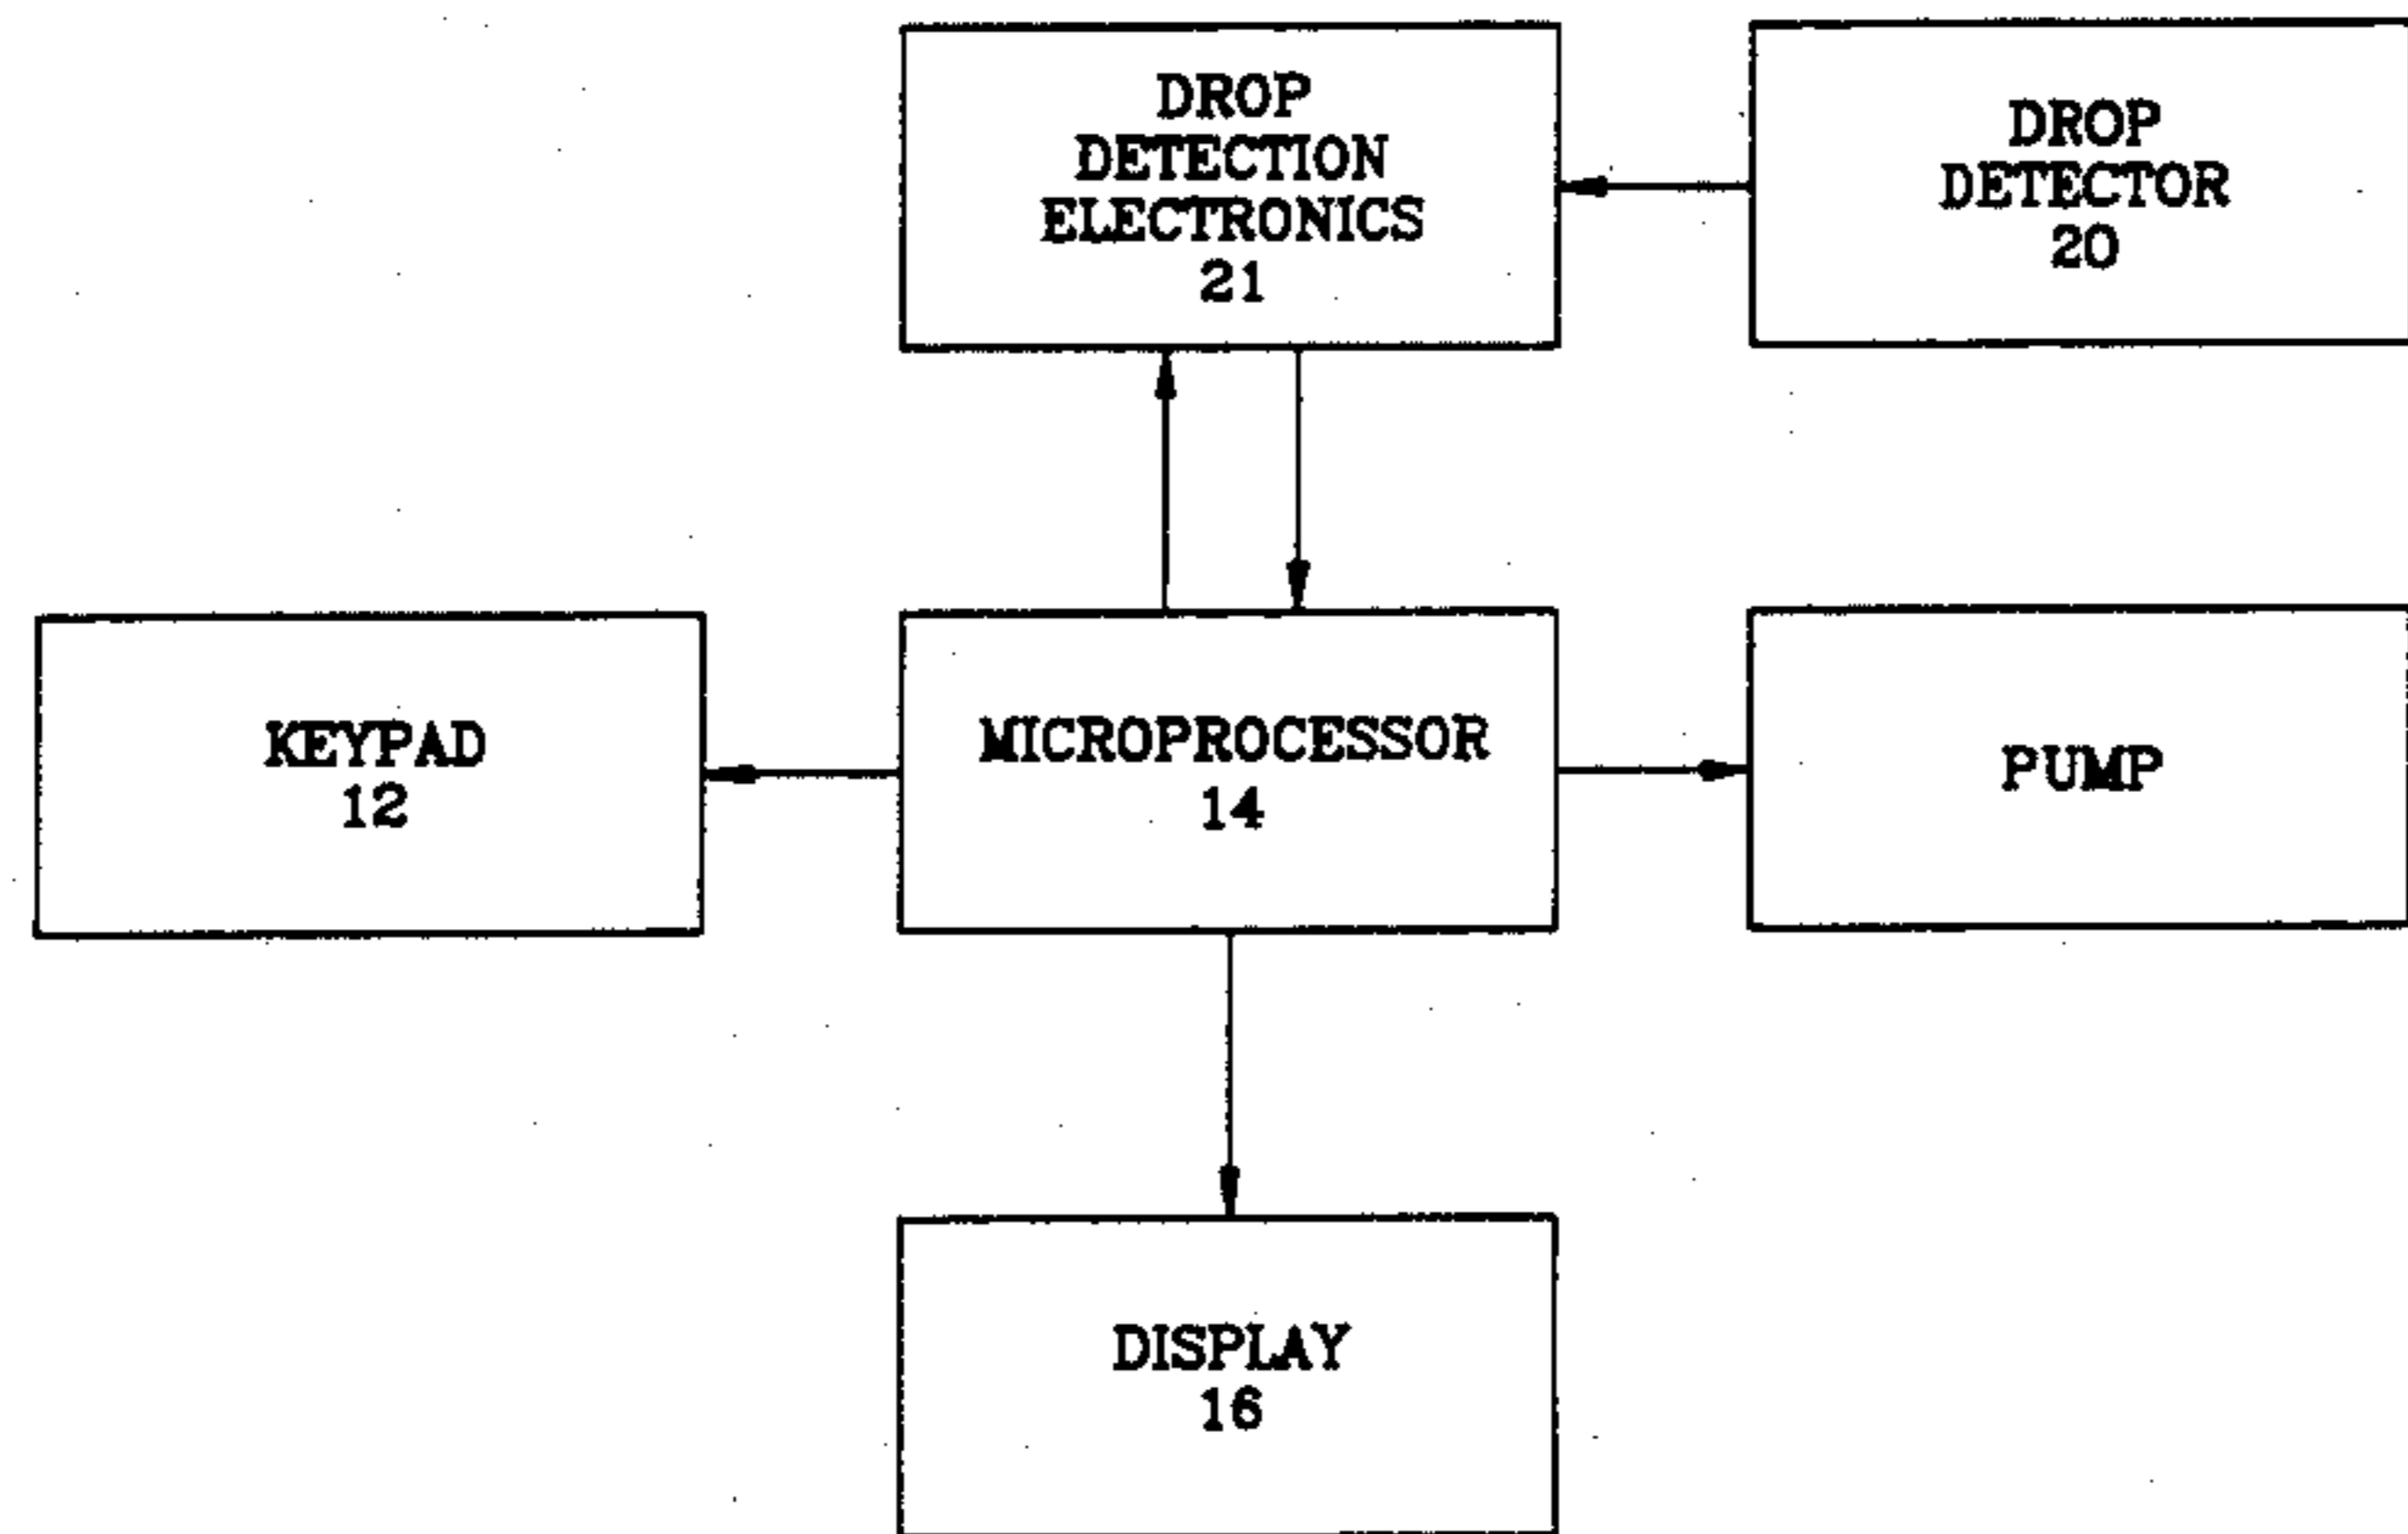 DROP
DETECTION
ELECTRONICS
21
DROP
DETECTOR
20
KEYPAD
12
MICROPROCESSOR
14
PUMP
DISPLAY
16